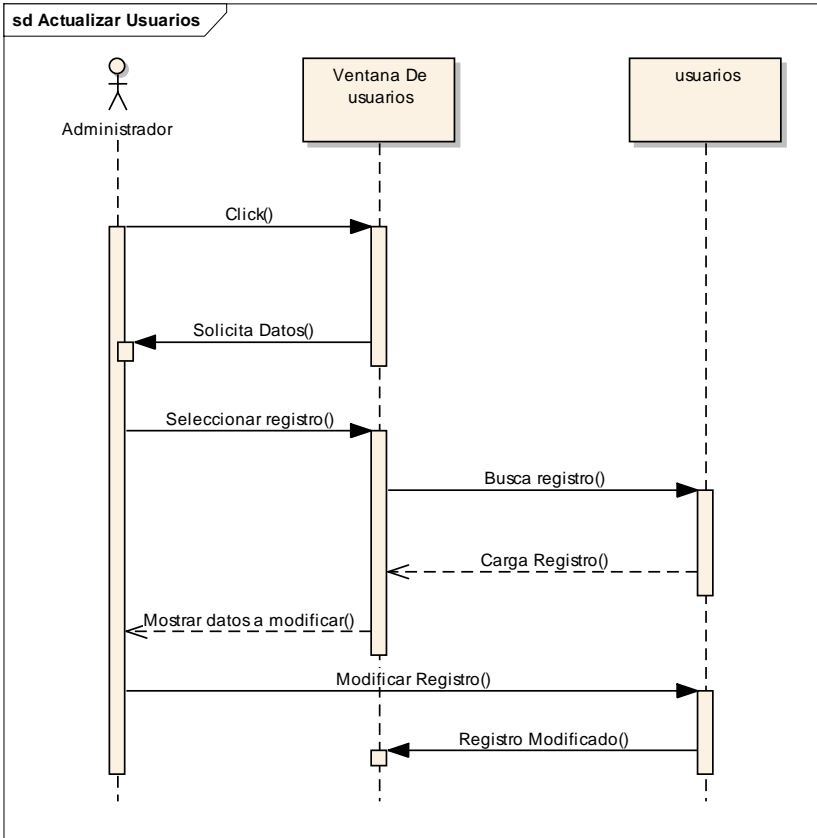 sd Actualizar Usuarios
Administrador
Ventana De
usuarios
usuarios
Click()
Solicita Datos()
Seleccionar registro()
Busca registro()
Carga Registro()
Mostrar datos a modificar()
Modificar Registro()
Registro Modificado()